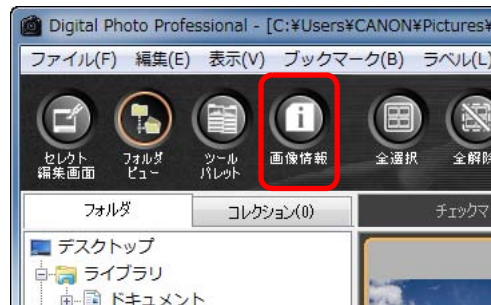 Digital Photo Professional - [C:¥Users¥CANON¥Pictures¥
ファイル(F) 編集(E) 表示(V) ブックマーク(B) ラベル(L)
セレクト
編集画面
フォルダ
ビュー
ツール
パレット
画像情報
全選択
全解除
フォルダ
コレクション(0)
チェックマ
デスクトップ
ライブラリ
ドキュメント